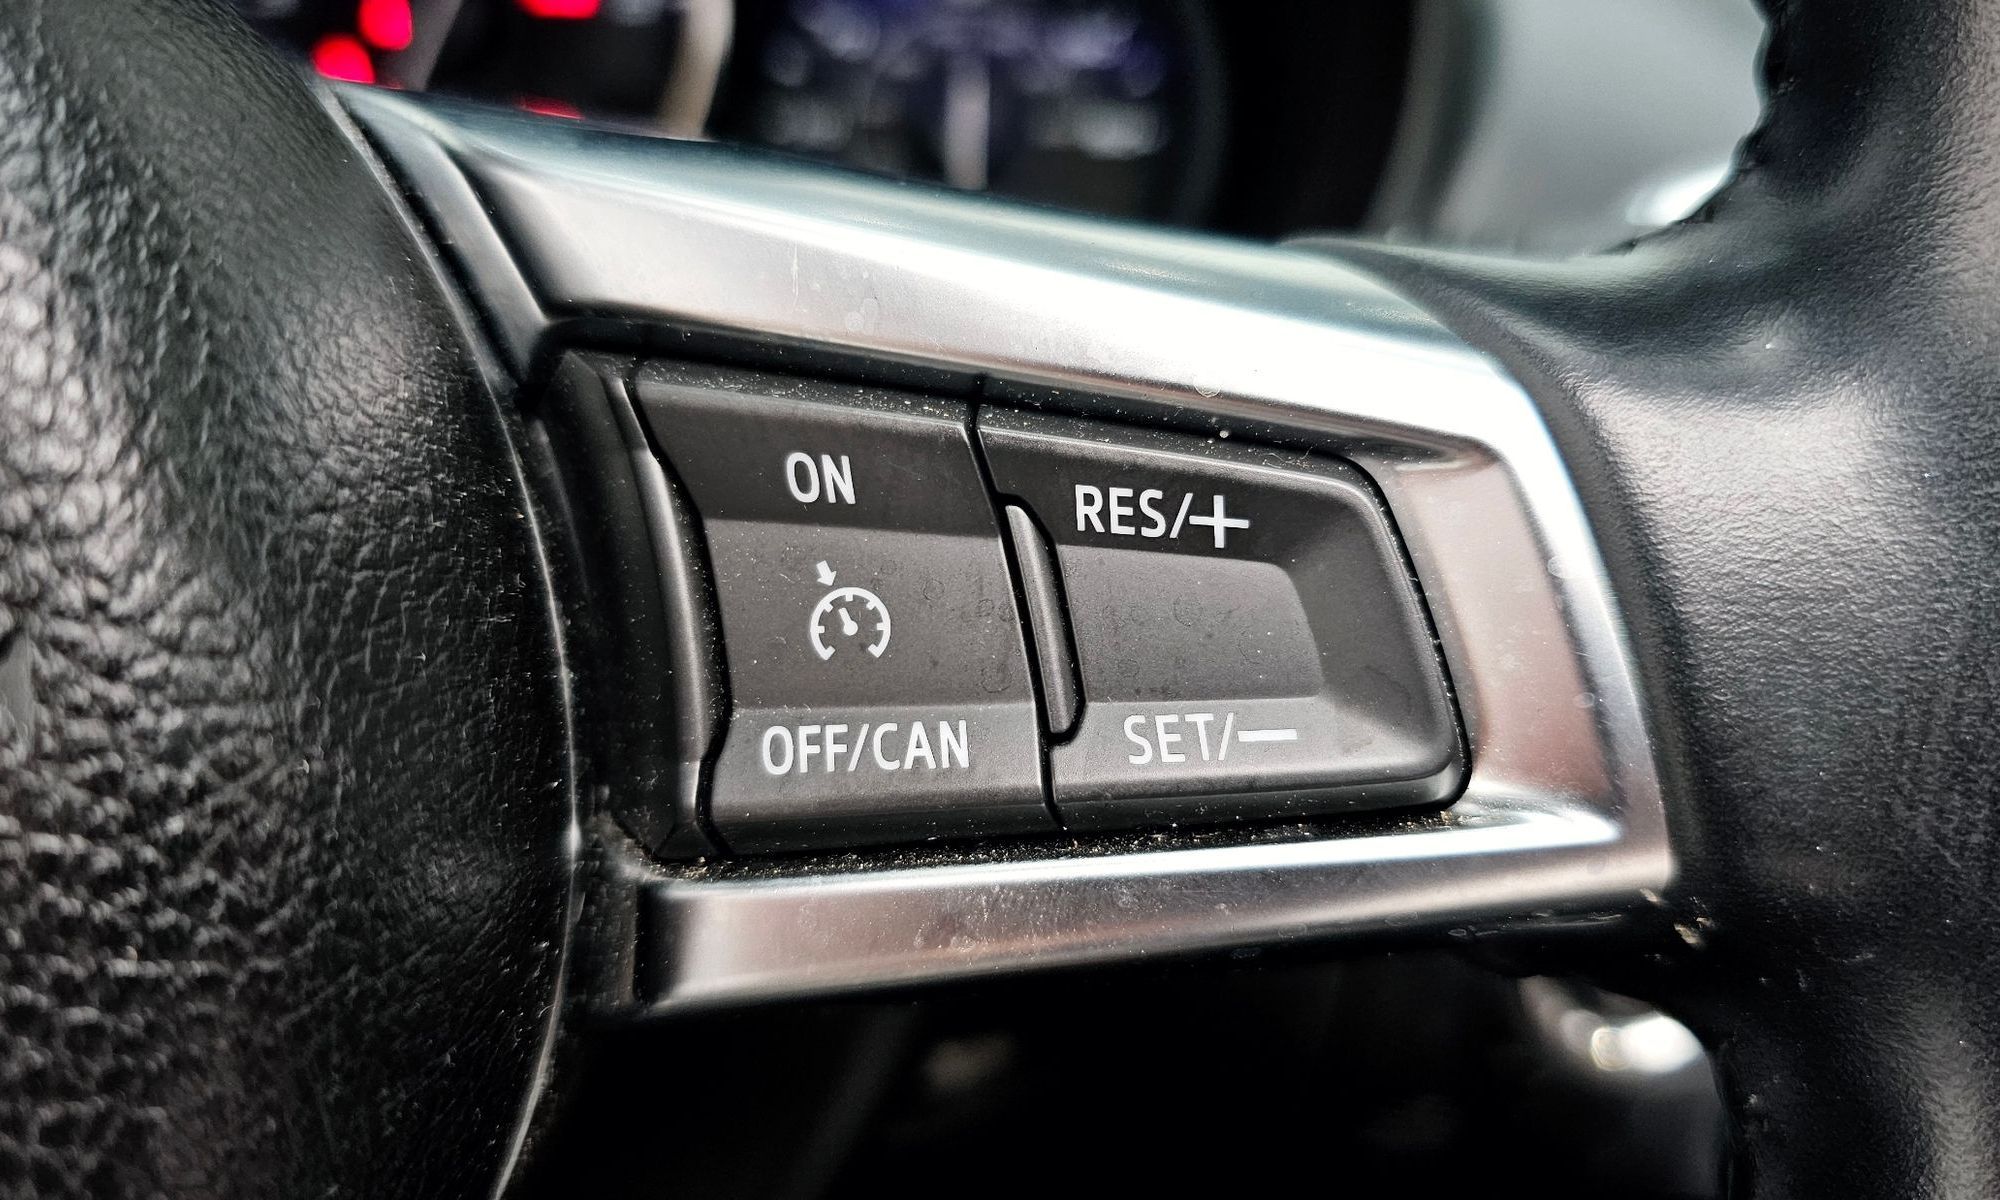 ON
RES/+
OFF/CAN
SET/—